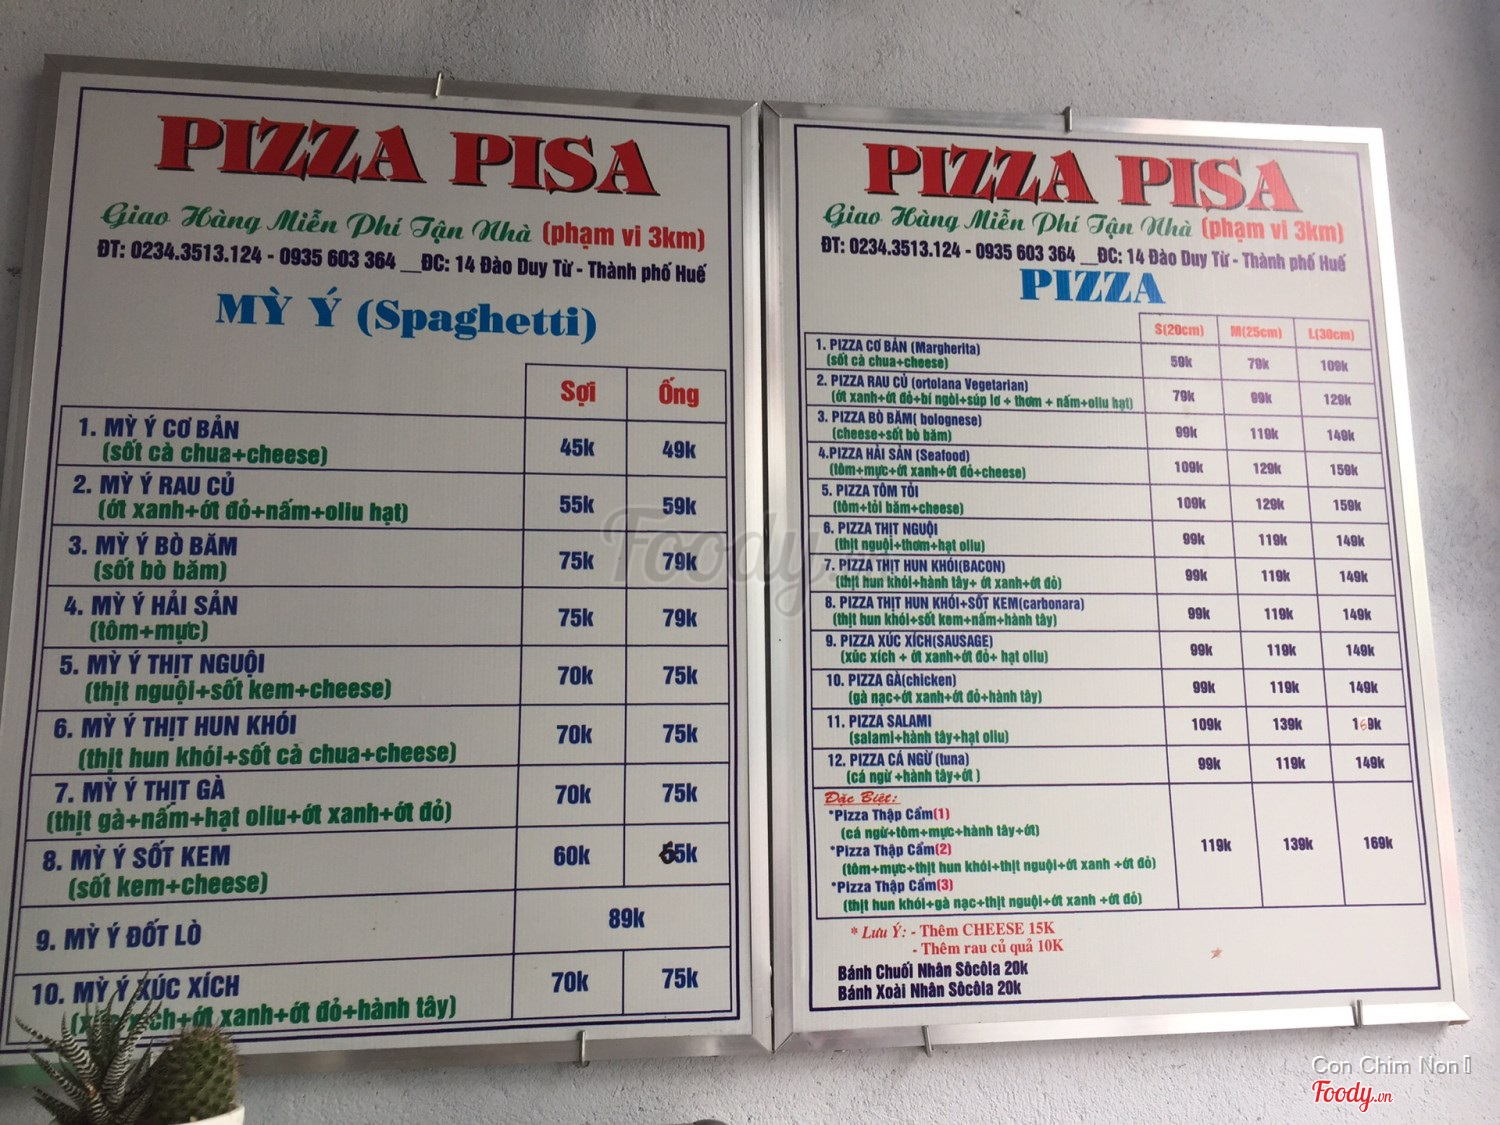 PIZZA PISA
Giao Hàng Miễn Phí Tận Nhà (phạm vi 3km)
ĐT: 0234.3513.124 - 0935 603 364 __ĐC: 14 Đào Duy Từ - Thành phố Huế
MỲ Ý (Spaghetti)
Sợi Ống
1. MỲ Ý CƠ BẢN 45k 49k
(sốt cà chua+cheese)
2. MỲ Ý RAU CỦ 55k 59k
(ớt xanh+ớt đỏ+nấm+oliu hạt)
3. MỲ Ý BÒ BĂM 75k 79k
(sốt bò băm)
4. MỲ Ý HẢI SẢN 75k 79k
(tôm+mực)
5. MỲ Ý THỊT NGUỘI 70k 75k
(thịt nguội+sốt kem+cheese)
6. MỲ Ý THỊT HUN KHÓI 70k 75k
(thịt hun khói+sốt cà chua+cheese)
7. MỲ Ý THỊT GÀ 70k 75k
(thịt gà+nấm+hạt oliu+ớt xanh+ớt đỏ)
8. MỲ Ý SỐT KEM 60k 65k
(sốt kem+cheese)
9. MỲ Ý ĐỐT LÒ 89k
10. MỲ Ý XÚC XÍCH 70k 75k
xích+ớt xanh+ớt đỏ+hành tây)
PIZZA PISA
Giao Hàng Miễn Phí Tận Nhà (phạm vi 3km)
ĐT: 0234.3513.124 - 0935 603 364 __ĐC: 14 Đào Duy Từ - Thành phố Huế
PIZZA
S(20cm) M(25cm) L(30cm)
1. PIZZA CƠ BẢN (Margherita) 59k 79k 109k
(sốt cà chua+cheese)
2. PIZZA RAU CỦ (ortolana Vegetarian) 79k 99k 129k
(ớt xanh+ớt đỏ+bí ngòi+súp lơ + thơm + nấm+oliu hạt)
3. PIZZA BÒ BĂM( bolognese) 99k 119k 149k
(cheese+sốt bò băm)
4.PIZZA HẢI SẢN (Seafood) 109k 129k 159k
(tôm+mực+ớt xanh+ớt đỏ+cheese)
5. PIZZA TÔM TỎI 109k 129k 159k
(tôm+tỏi băm+cheese)
6. PIZZA THỊT NGUỘI 99k 119k 149k
(thịt nguội+thơm+hạt oliu)
7. PIZZA THỊT HUN KHÓI(BACON) 99k 119k 149k
(thịt hun khói+hành tây+ ớt xanh+ớt đỏ)
8. PIZZA THỊT HUN KHÓI+SỐT KEM(carbonara) 99k 119k 149k
(thịt hun khói+sốt kem+nấm+hành tây)
9. PIZZA XÚC XÍCH(SAUSAGE) 99k 119k 149k
(xúc xích + ớt xanh+ớt đỏ+ hạt oliu)
10. PIZZA GÀ(chicken) 99k 119k 149k
(gà nạc+ớt xanh+ớt đỏ+hành tây)
11. PIZZA SALAMI 109k 139k 169k
(salami+hành tây+hạt oliu)
12. PIZZA CÁ NGỪ (tuna) 99k 119k 149k
(cá ngừ +hành tây+ớt )
Đặc Biệt:
*Pizza Thập Cẩm(1)
(cá ngừ+tôm+mực+hành tây+ớt)
*Pizza Thập Cẩm(2) 119k 139k 169k
(tôm+mực+thịt hun khói+thịt nguội+ớt xanh +ớt đỏ)
*Pizza Thập Cẩm(3)
(thịt hun khói+gà nạc+thịt nguội+ớt xanh +ớt đỏ)
* Lưu Ý: - Thêm CHEESE 15K
- Thêm rau củ quả 10K
Bánh Chuối Nhân Sôcôla 20k
Bánh Xoài Nhân Sôcôla 20k
Foody
Con Chim Non
Foody.vn